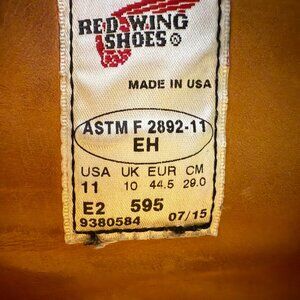 RED WING
SHOES®
MADE IN USA
ASTM F 2892-11
EH
USA UK EUR CM
11 10 44.5 29.0
E2 595
9380584 07/15